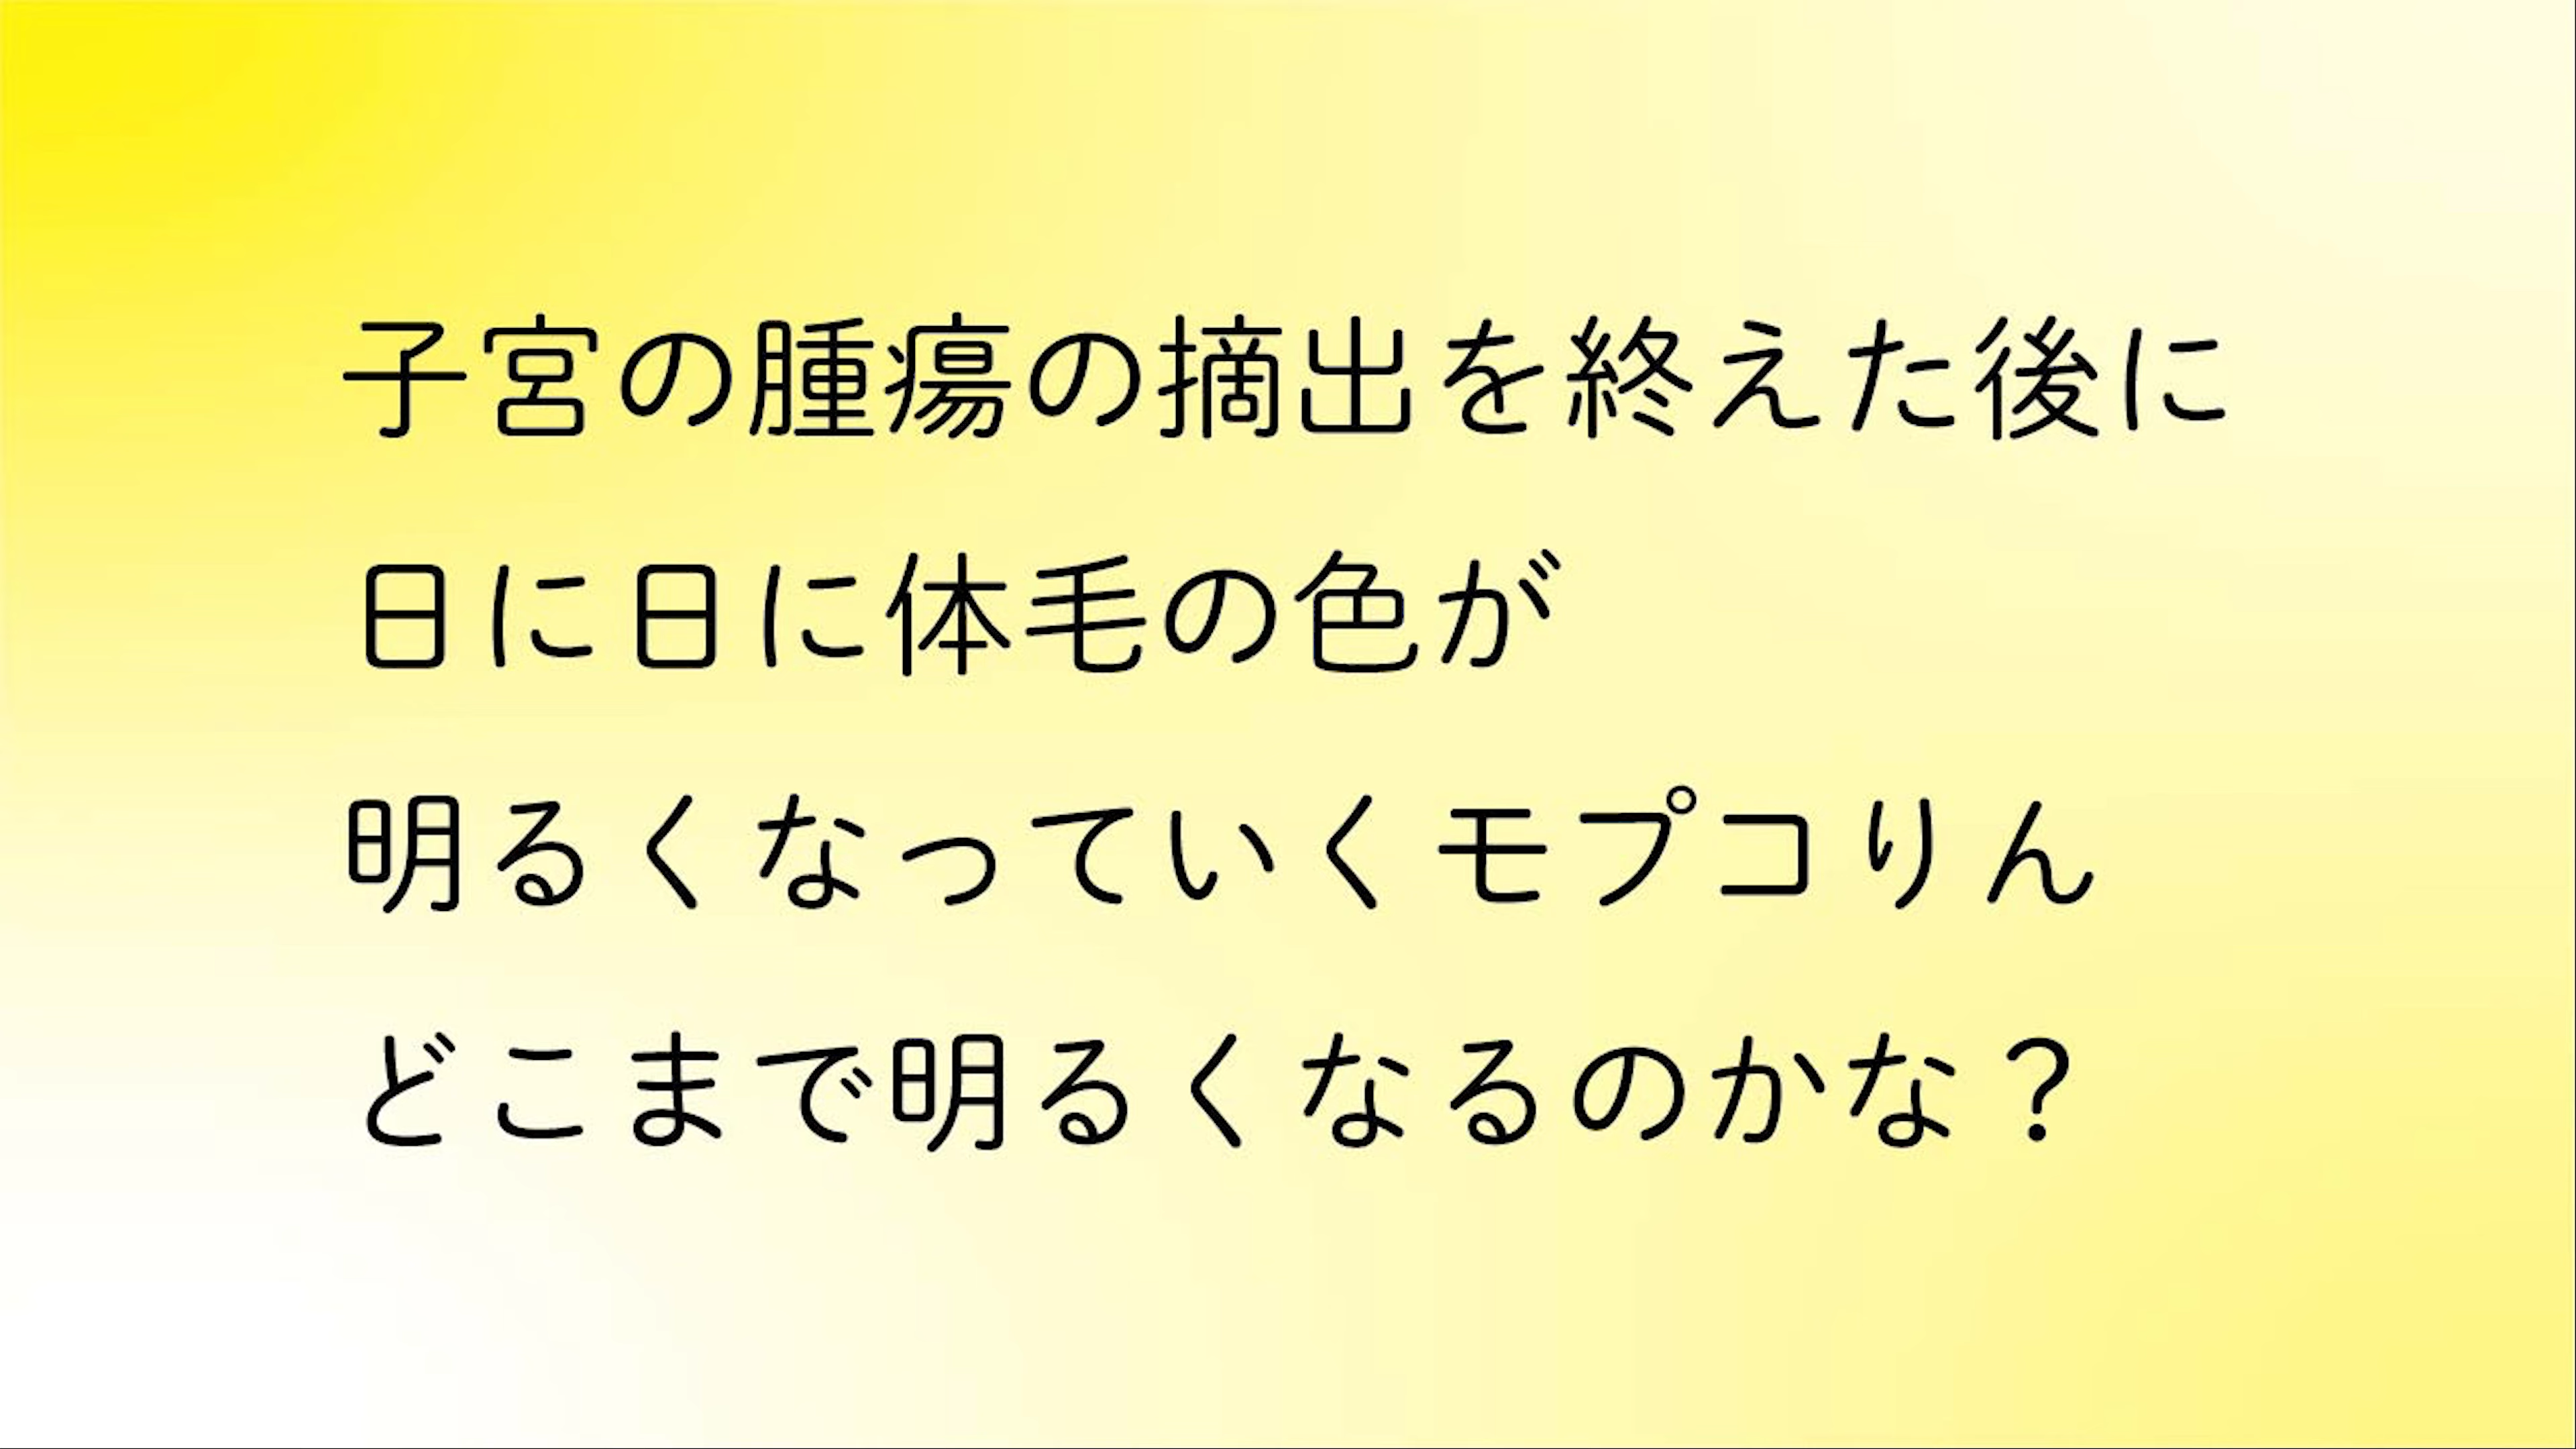 子宮の腫瘍の摘出を終えた後に
日に日に体毛の色が
明るくなっていくモプコりん
どこまで明るくなるのかな？